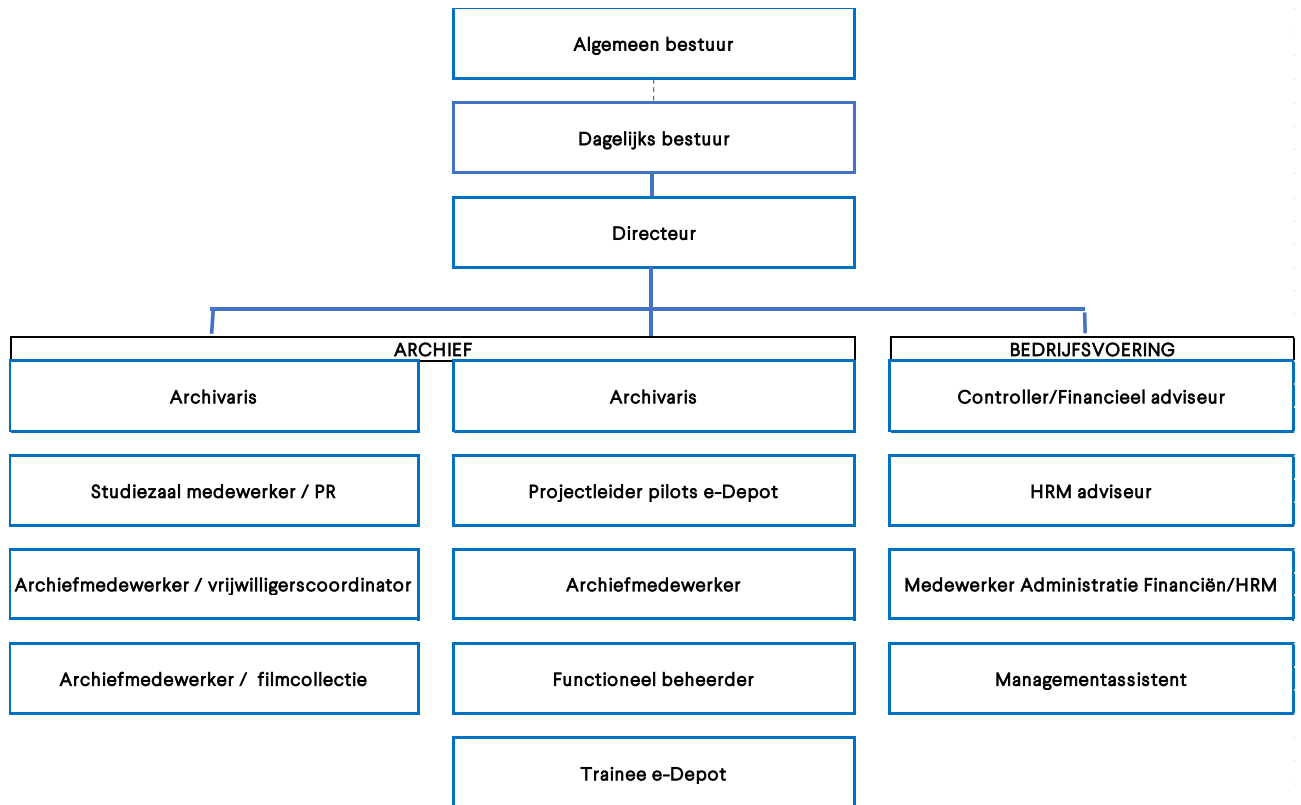 Algemeen bestuur
Dagelijks bestuur
Directeur
ARCHIEF
Archivaris
Studiezaal medewerker / PR
Archiefmedewerker / vrijwilligerscoordinator
Archiefmedewerker / filmcollectie
Archivaris
Projectleider pilots e-Depot
Archiefmedewerker
Functioneel beheerder
Trainee e-Depot
BEDRIJFSVOERING
Controller/Financieel adviseur
HRM adviseur
Medewerker Administratie Financiën/HRM
Managementassistent